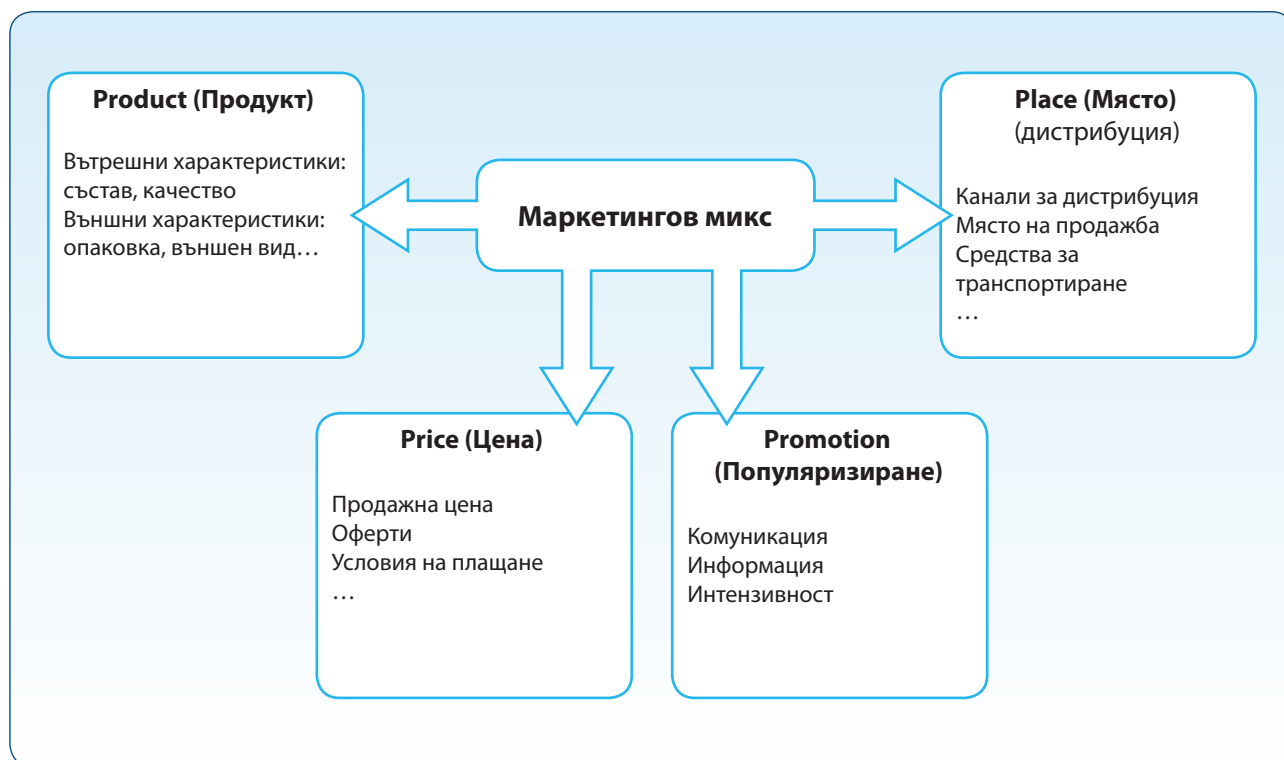 Product (Продукт)
Вътрешни характеристики:
състав, качество
Външни характеристики:
опаковка, външен вид…
Маркетингов микс
Place (Място)
(дистрибуция)
Канали за дистрибуция
Място на продажба
Средства за
транспортиране
…
Price (Цена)
Продажна цена
Оферти
Условия на плащане
…
Promotion
(Популяризиране)
Комуникация
Информация
Интензивност